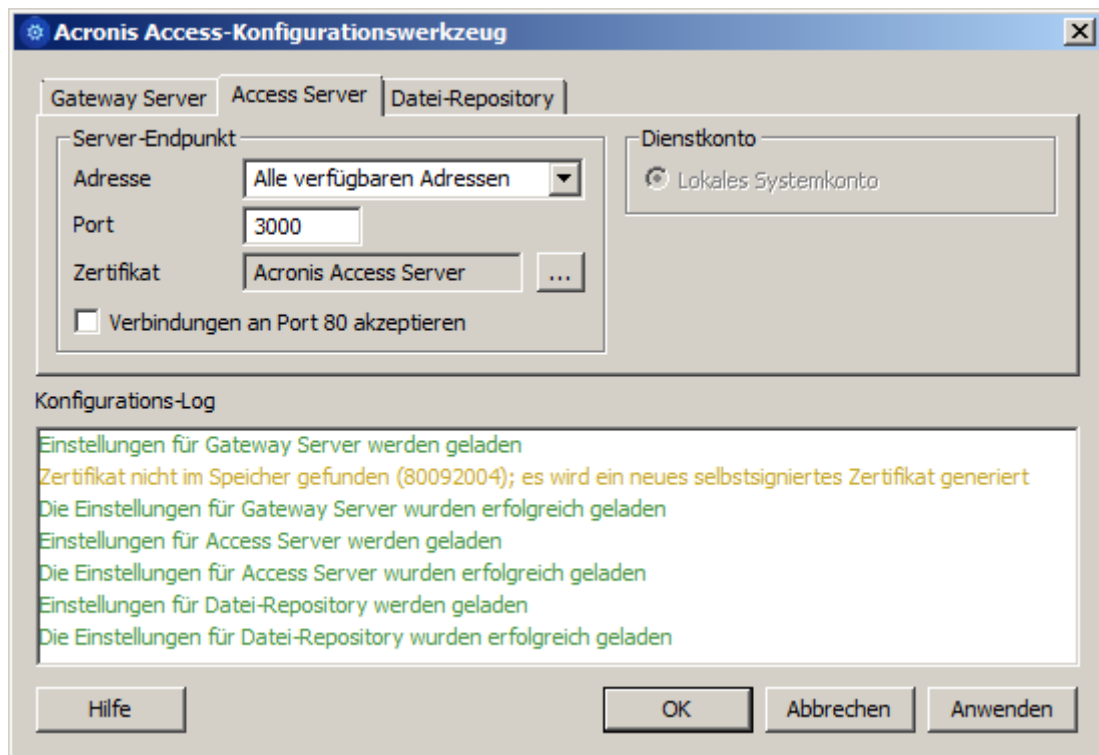 Acronis Access-Konfigurationswerkzeug
Gateway Server Access Server Datei-Repository
Server-Endpunkt
Adresse Alle verfügbaren Adressen
Port 3000
Zertifikat Acronis Access Server ...
Verbindungen an Port 80 akzeptieren
Dienstkonto
Lokales Systemkonto
Konfigurations-Log
Einstellungen für Gateway Server werden geladen
Zertifikat nicht im Speicher gefunden (80092004); es wird ein neues selbstsigniertes Zertifikat generiert
Die Einstellungen für Gateway Server wurden erfolgreich geladen
Einstellungen für Access Server werden geladen
Die Einstellungen für Access Server wurden erfolgreich geladen
Einstellungen für Datei-Repository werden geladen
Die Einstellungen für Datei-Repository wurden erfolgreich geladen
Hilfe OK Abbrechen Anwenden